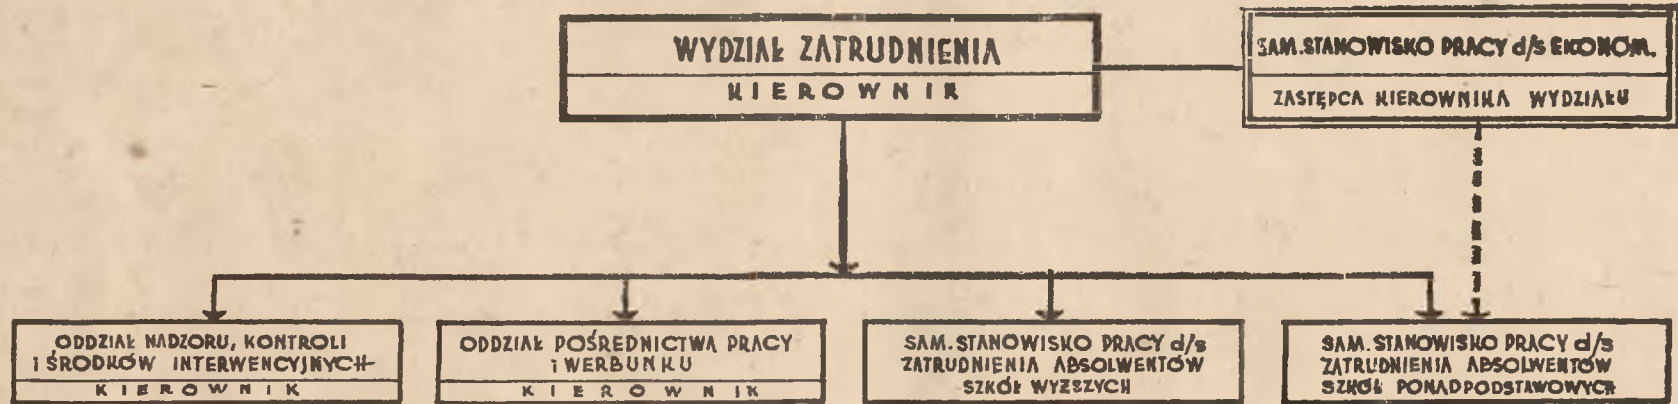 WYDZIAŁ ZATRUDNIENIA
KIEROWNIK
SAM.STANOWISKO PRACY d/s EKONOM.
ZASTĘPCA KIEROWNIKA WYDZIAŁU
ODDZIAŁ NADZORU, KONTROLI
i ŚRODKÓW INTERWENCYJNYCH
KIEROWNIK
ODDZIAŁ POŚREDNICTWA PRACY
i WERBUNKU
KIEROWNIK
SAM.STANOWISKO PRACY d/s
ZATRUDNIENIA ABSOLWENTÓW
SZKÓŁ WYŻSZYCH
SAM.STANOWISKO PRACY d/s
ZATRUDNIENIA ABSOLWENTÓW
SZKÓŁ PONADPODSTAWOWYCH